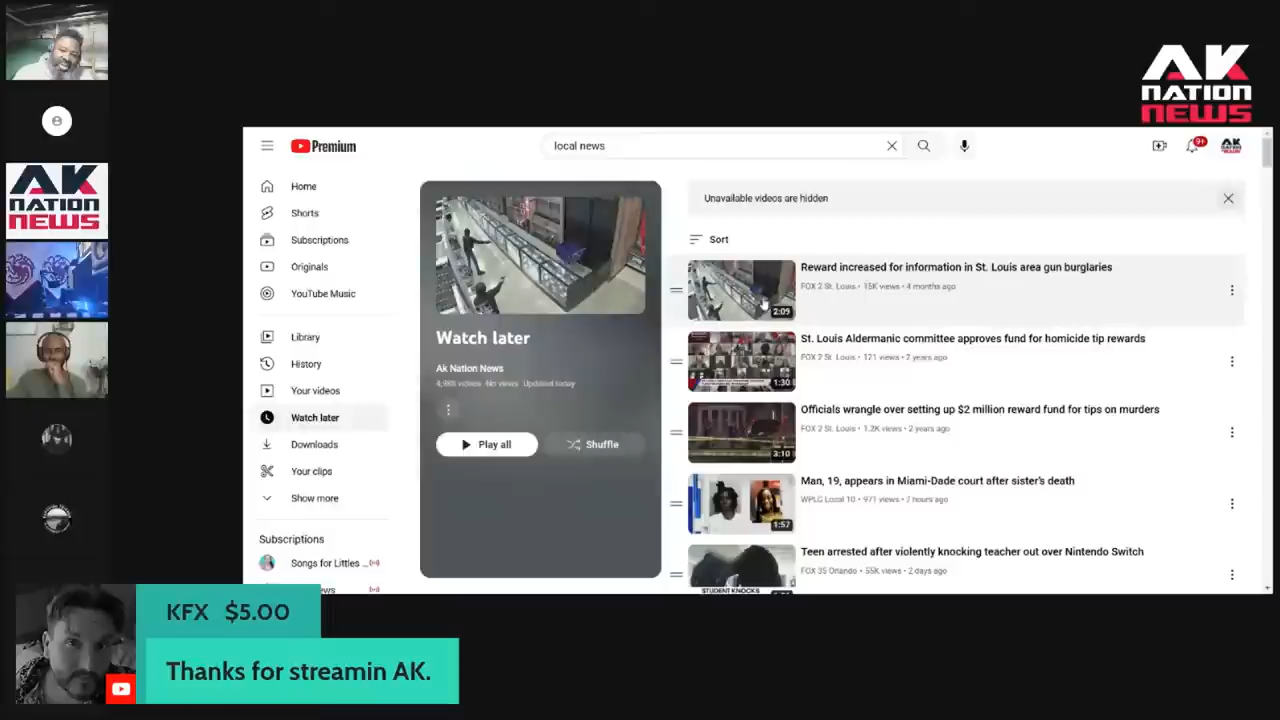 AK
NATION
NEWS
Premium
local news
9+
Home
Shorts
Subscriptions
Originals
YouTube Music
Library
History
Your videos
Watch later
Downloads
Your clips
Show more
Subscriptions
Songs for Littles ...
AK
NATION
NEWS
Watch later
Ak Nation News
No views Updated today
Play all
Shuffle
Unavailable videos are hidden
Sort
Reward increased for information in St. Louis area gun burglaries
FOX 2 St. Louis • 15K views • 4 months ago
2:09
St. Louis Aldermanic committee approves fund for homicide tip rewards
FOX 2 St. Louis • 121 views • 2 years ago
1:30
Officials wrangle over setting up $2 million reward fund for tips on murders
FOX 2 St. Louis • 1.2K views • 2 years ago
3:10
Man, 19, appears in Miami-Dade court after sister's death
WPLG Local 10 • 971 views • 7 hours ago
1:57
Teen arrested after violently knocking teacher out over Nintendo Switch
FOX 35 Orlando • 55K views • 2 days ago
STUDENT KNOCKS
KFX $5.00
Thanks for streamin AK.